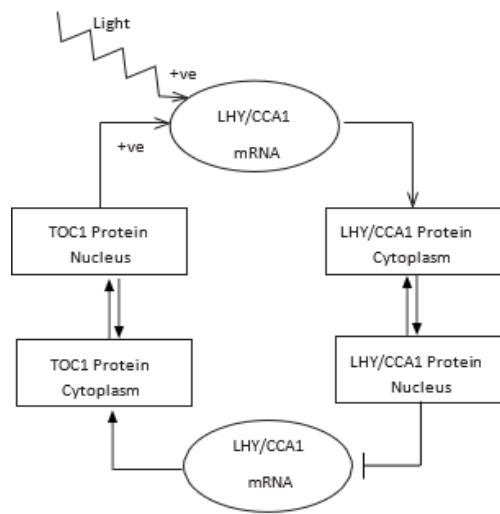 Light
+ve
LHY/CCA1
mRNA
+ve
TOC1 Protein
Nucleus
LHY/CCA1 Protein
Cytoplasm
TOC1 Protein
Cytoplasm
LHY/CCA1 Protein
Nucleus
LHY/CCA1
mRNA